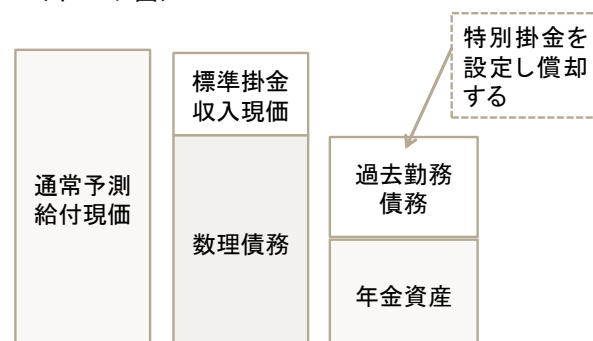 特別掛金を
設定し償却
する
標準掛金
収入現価
通常予測
給付現価
数理債務
過去勤務
債務
年金資産